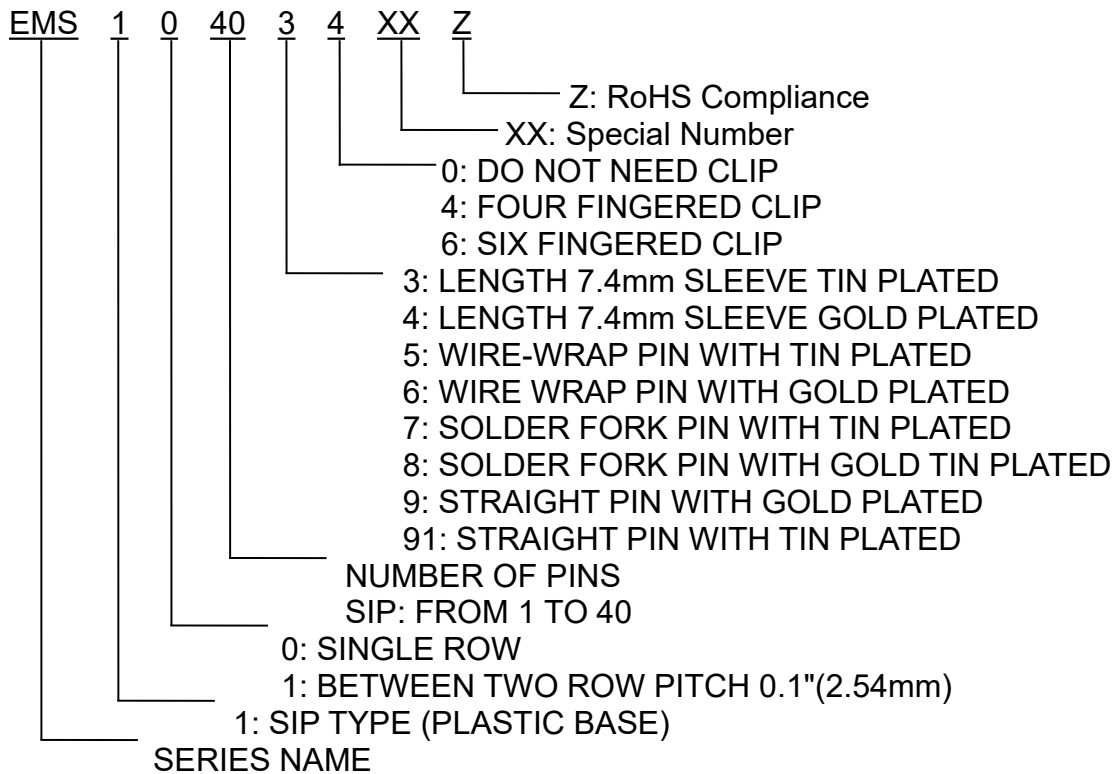 EMS 1 0 40 3 4 XX Z
Z: RoHS Compliance
XX: Special Number
0: DO NOT NEED CLIP
4: FOUR FINGERED CLIP
6: SIX FINGERED CLIP
3: LENGTH 7.4mm SLEEVE TIN PLATED
4: LENGTH 7.4mm SLEEVE GOLD PLATED
5: WIRE-WRAP PIN WITH TIN PLATED
6: WIRE WRAP PIN WITH GOLD PLATED
7: SOLDER FORK PIN WITH TIN PLATED
8: SOLDER FORK PIN WITH GOLD TIN PLATED
9: STRAIGHT PIN WITH GOLD PLATED
91: STRAIGHT PIN WITH TIN PLATED
NUMBER OF PINS
SIP: FROM 1 TO 40
0: SINGLE ROW
1: BETWEEN TWO ROW PITCH 0.1"(2.54mm)
1: SIP TYPE (PLASTIC BASE)
SERIES NAME